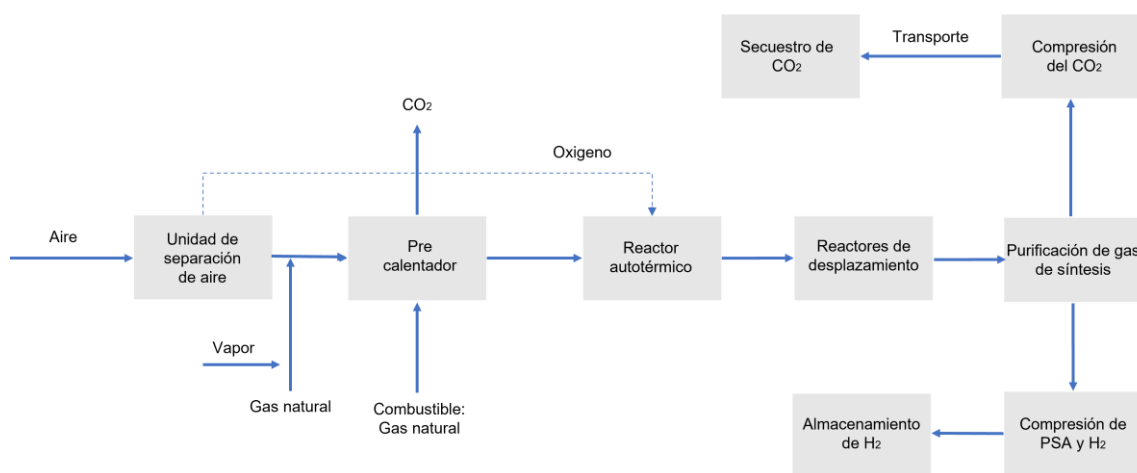 Secuestro de
CO₂
Transporte
Compresión
del CO₂
CO₂
Oxigeno
Aire
Unidad de
separación
de aire
Pre
calentador
Reactor
autotérmico
Reactores de
desplazamiento
Purificación de gas
de síntesis
Vapor
Gas natural
Combustible:
Gas natural
Almacenamiento
de H₂
Compresión de
PSA y H₂